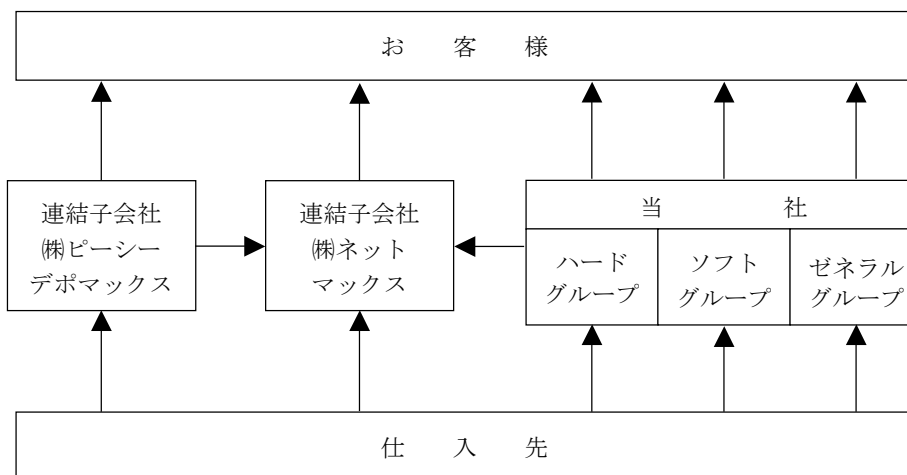 お客様
連結子会社
㈱ピーシー
デポマックス
連結子会社
㈱ネット
マックス
当社
ハード
グループ
ソフト
グループ
ゼネラル
グループ
仕入先